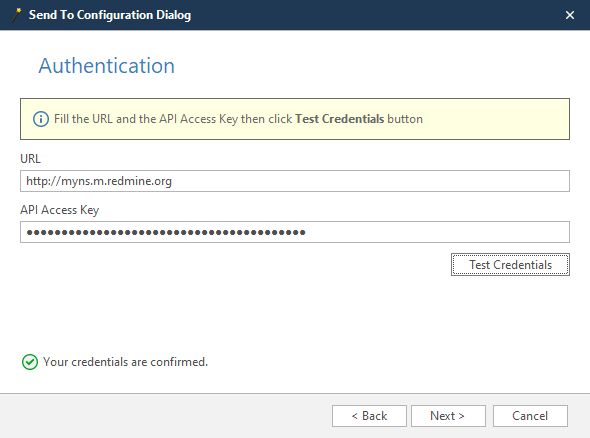 Send To Configuration Dialog
Authentication
Fill the URL and the API Access Key then click Test Credentials button
URL
http://myns.m.redmine.org
API Access Key
●●●●●●●●●●●●●●●●●●●●●●●●●●●●●●●●●●●●●●●●
Test Credentials
Your credentials are confirmed.
< Back
Next >
Cancel